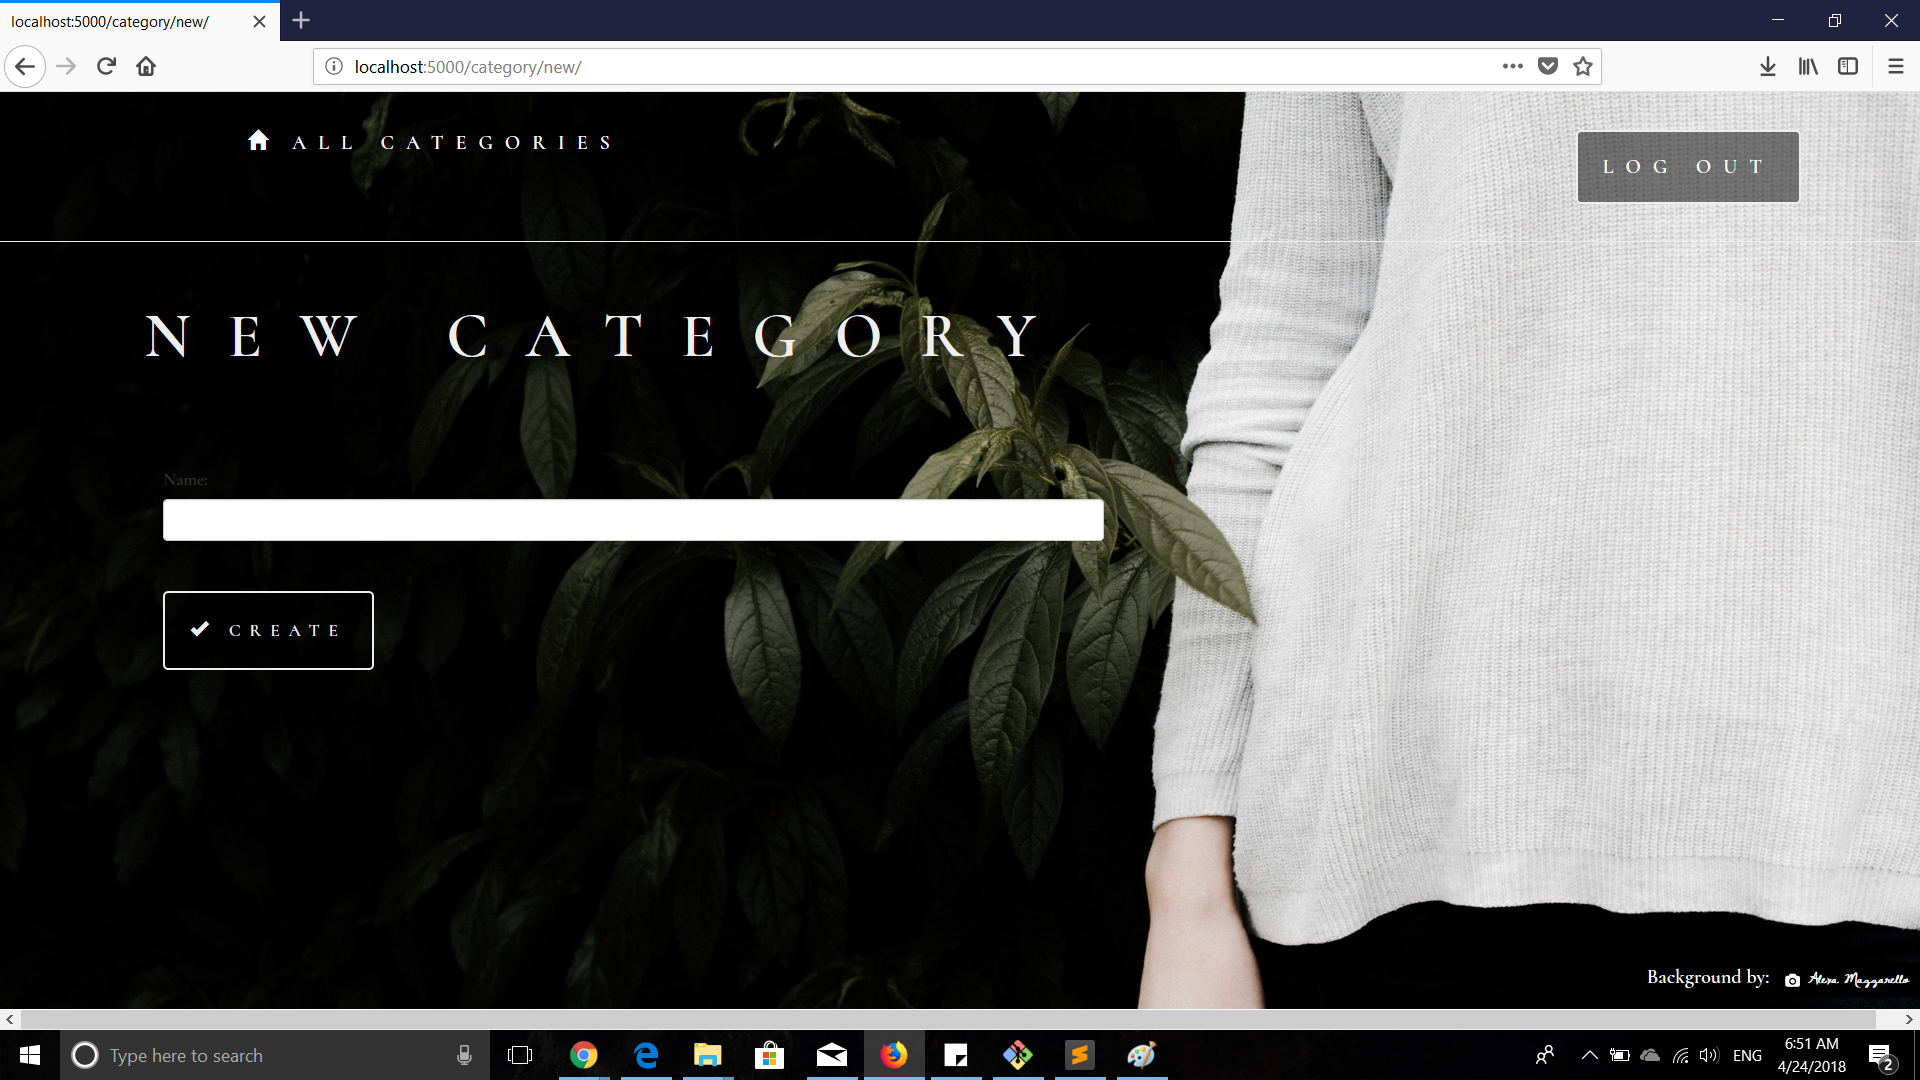 localhost:5000/category/new/
localhost:5000/category/new/
ALL CATEGORIES
LOG OUT
NEW CATEGORY
Name:
CREATE
Background by: Alexa Mazzarello
Type here to search
ENG
6:51 AM
4/24/2018
2